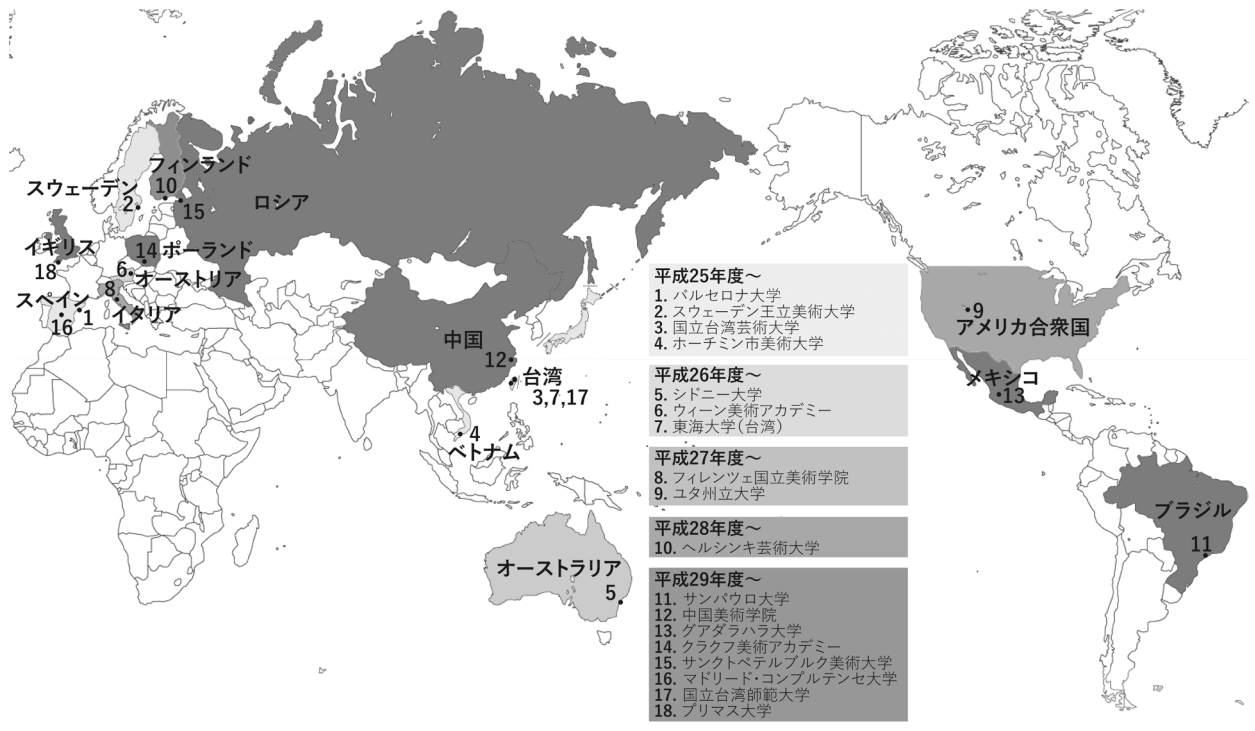 フィンランド
10
スウェーデン
2
15
ロシア
イギリス
18
14 ポーランド
6
オーストリア
8
スペイン
1
イタリア
16
中国
12
台湾
3,7,17
4
ベトナム
オーストラリア
5
平成25年度～
1. バルセロナ大学
2. スウェーデン王立美術大学
3. 国立台湾芸術大学
4. ホーチミン市美術大学
平成26年度～
5. シドニー大学
6. ウィーン美術アカデミー
7. 東海大学(台湾)
平成27年度～
8. フィレンツェ国立美術学院
9. ユタ州立大学
平成28年度～
10. ヘルシンキ芸術大学
平成29年度～
11. サンパウロ大学
12. 中国美術学院
13. グアダラハラ大学
14. クラクフ美術アカデミー
15. サンクトペテルブルク美術大学
16. マドリード・コンプルテンセ大学
17. 国立台湾師範大学
18. プリマス大学
9
アメリカ合衆国
メキシコ
13
ブラジル
11